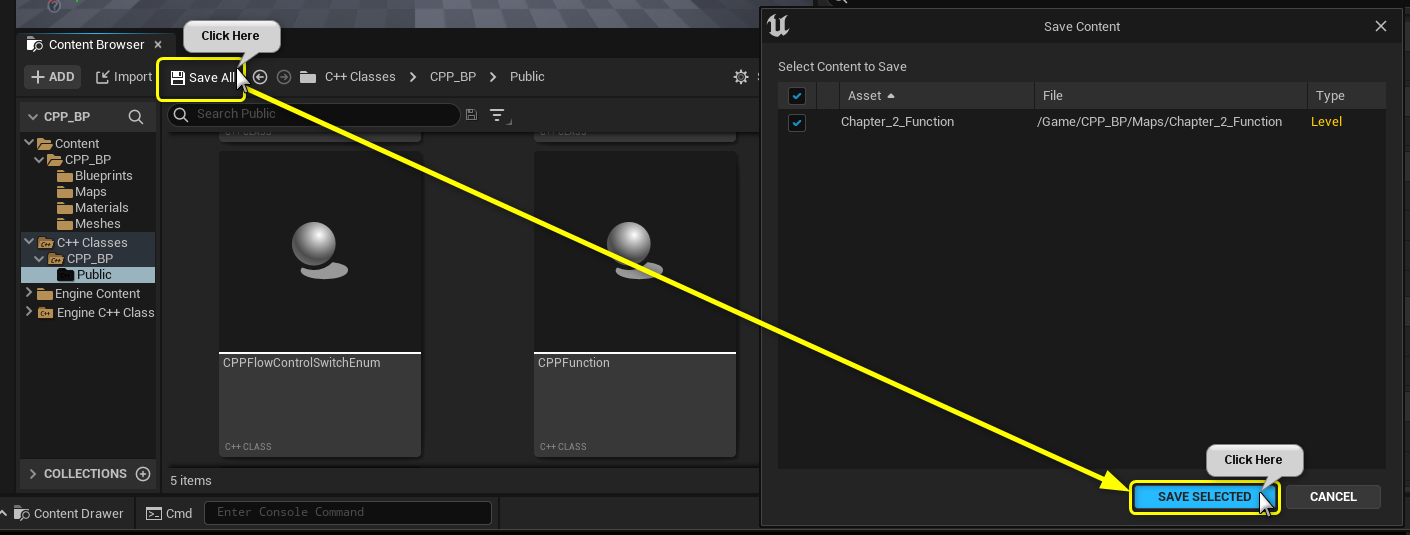 Click Here
Content Browser
ADD
Import
Save All
C++ Classes
CPP_BP
Public
CPP_BP
Search Public
Content
CPP_BP
Blueprints
Maps
Materials
Meshes
C++ Classes
CPP_BP
Public
Engine Content
Engine C++ Class
COLLECTIONS
C++ CLASS
C++ CLASS
CPPFlowControlSwitchEnum
C++ CLASS
CPPFunction
C++ CLASS
5 items
Content Drawer
Cmd
Enter Console Command
Save Content
Select Content to Save
Asset File Type
Chapter_2_Function /Game/CPP_BP/Maps/Chapter_2_Function Level
Click Here
SAVE SELECTED
CANCEL